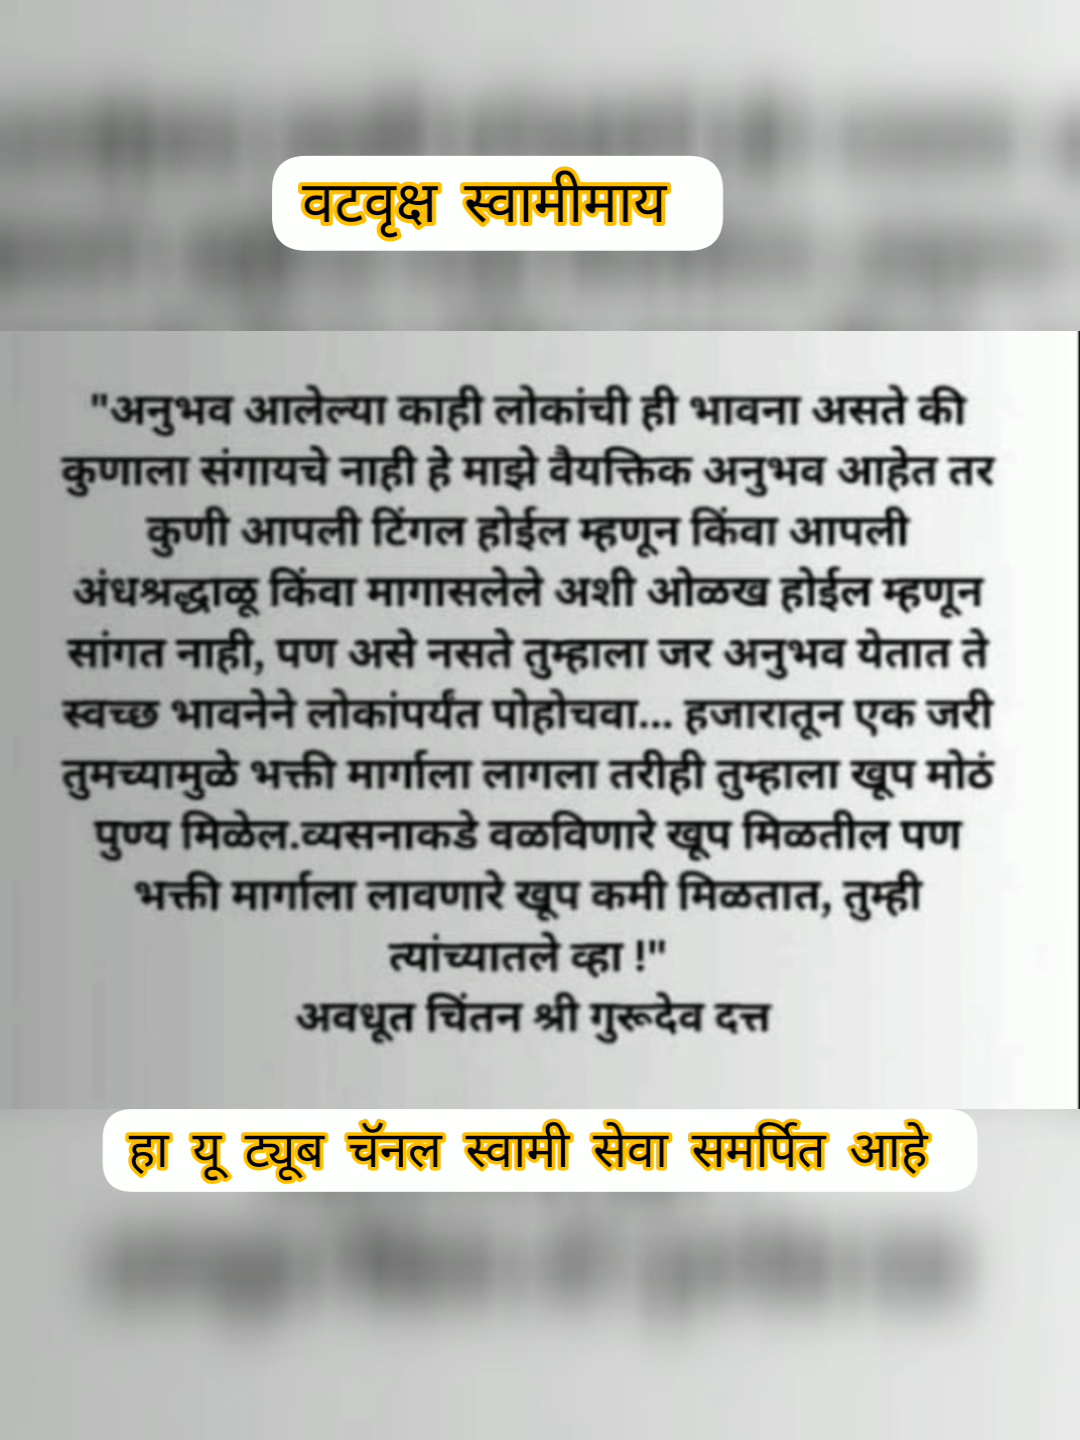 वटवृक्ष स्वामीमाय
"अनुभव आलेल्या काही लोकांची ही भावना असते की
कुणाला संगायचे नाही हे माझे वैयक्तिक अनुभव आहेत तर
कुणी आपली टिंगल होईल म्हणून किंवा आपली
अंधश्रद्धाळू किंवा मागासलेले अशी ओळख होईल म्हणून
सांगत नाही, पण असे नसते तुम्हाला जर अनुभव येतात ते
स्वच्छ भावनेने लोकांपर्यंत पोहोचवा... हजारातून एक जरी
तुमच्यामुळे भक्ती मार्गाला लागला तरीही तुम्हाला खूप मोठं
पुण्य मिळेल.व्यसनाकडे वळविणारे खूप मिळतील पण
भक्ती मार्गाला लावणारे खूप कमी मिळतात, तुम्ही
त्यांच्यातले व्हा !"
अवधूत चिंतन श्री गुरूदेव दत्त
हा यू ट्यूब चॅनल स्वामी सेवा समर्पित आहे